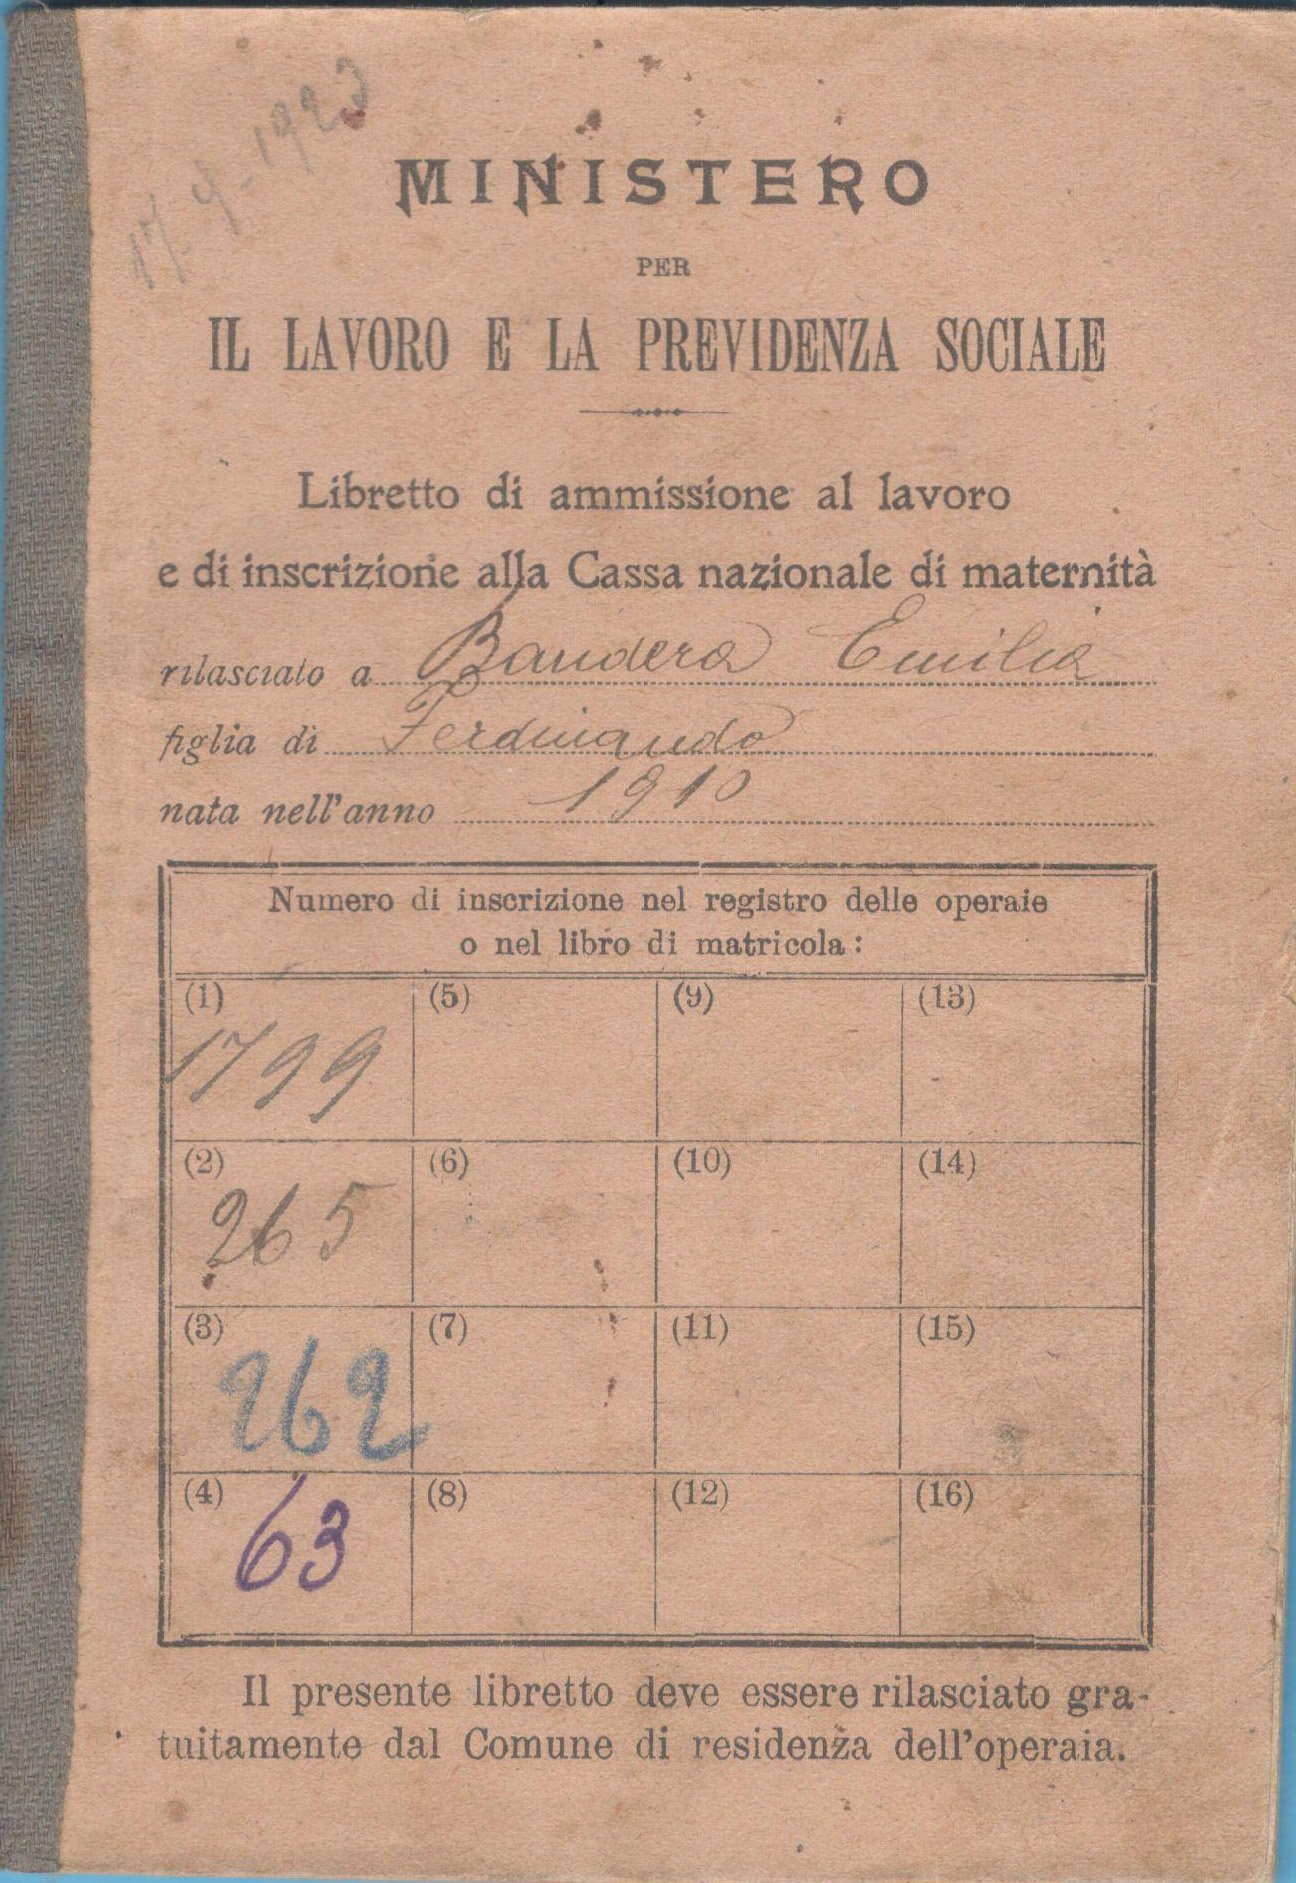 17-9-1923
MINISTERO
PER
IL LAVORO E LA PREVIDENZA SOCIALE
Libretto di ammissione al lavoro
e di inscrizione alla Cassa nazionale di maternità
rilasciato a Bandera Emilia
figlia di Ferdinando
nata nell'anno 1910
Numero di inscrizione nel registro delle operaie
o nel libro di matricola:
(1) (5) (9) (13)
1799
(2) (6) (10) (14)
265
(3) (7) (11) (15)
262
(4) (8) (12) (16)
63
Il presente libretto deve essere rilasciato gra-
tuitamente dal Comune di residenza dell'operaia.